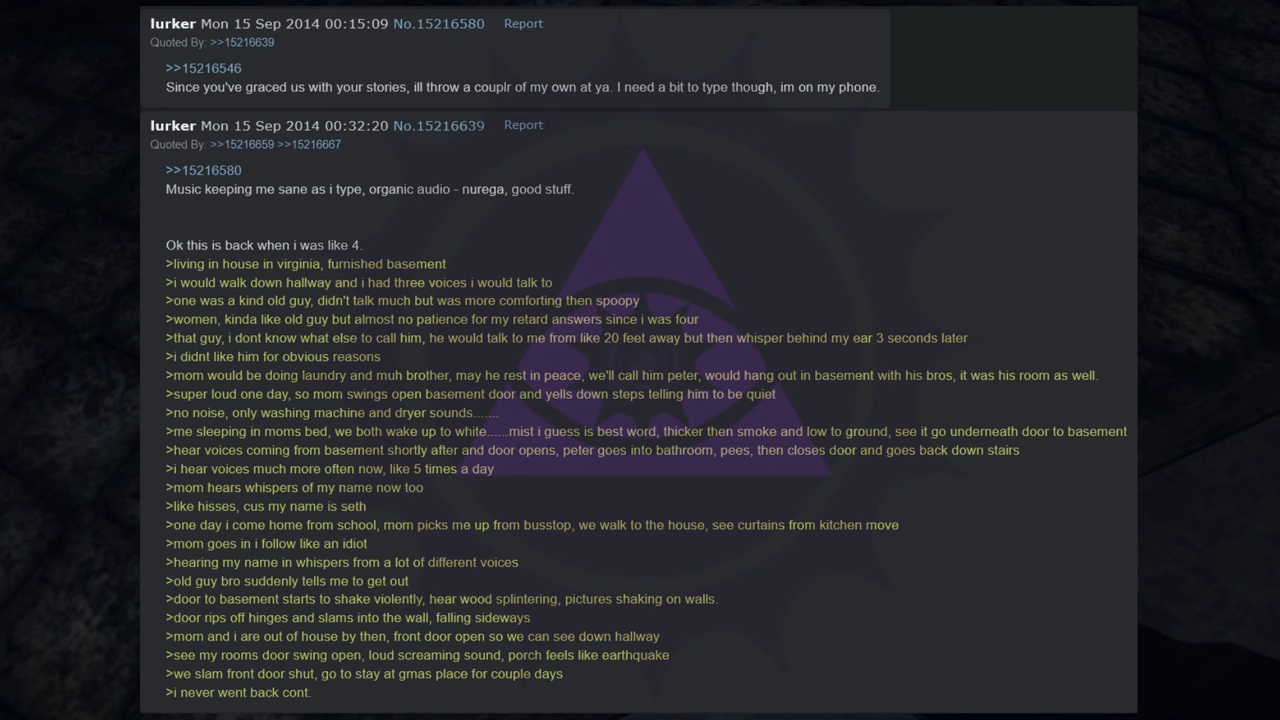 lurker Mon 15 Sep 2014 00:15:09 No.15216580 Report
Quoted By: >>15216639
>>15216546
Since you've graced us with your stories, ill throw a couplr of my own at ya. I need a bit to type though, im on my phone.
lurker Mon 15 Sep 2014 00:32:20 No.15216639 Report
Quoted By: >>15216659 >>15216667
>>15216580
Music keeping me sane as i type, organic audio - nurega, good stuff.
Ok this is back when i was like 4.
>living in house in virginia, furnished basement
>i would walk down hallway and i had three voices i would talk to
>one was a kind old guy, didn't talk much but was more comforting then spoopy
>women, kinda like old guy but almost no patience for my retard answers since i was four
>that guy, i dont know what else to call him, he would talk to me from like 20 feet away but then whisper behind my ear 3 seconds later
>i didnt like him for obvious reasons
>mom would be doing laundry and muh brother, may he rest in peace, we'll call him peter, would hang out in basement with his bros, it was his room as well.
>super loud one day, so mom swings open basement door and yells down steps telling him to be quiet
>no noise, only washing machine and dryer sounds.......
>me sleeping in moms bed, we both wake up to white......mist i guess is best word, thicker then smoke and low to ground, see it go underneath door to basement
>hear voices coming from basement shortly after and door opens, peter goes into bathroom, pees, then closes door and goes back down stairs
>i hear voices much more often now, like 5 times a day
>mom hears whispers of my name now too
>like hisses, cus my name is seth
>one day i come home from school, mom picks me up from busstop, we walk to the house, see curtains from kitchen move
>mom goes in i follow like an idiot
>hearing my name in whispers from a lot of different voices
>old guy bro suddenly tells me to get out
>door to basement starts to shake violently, hear wood splintering, pictures shaking on walls.
>door rips off hinges and slams into the wall, falling sideways
>mom and i are out of house by then, front door open so we can see down hallway
>see my rooms door swing open, loud screaming sound, porch feels like earthquake
>we slam front door shut, go to stay at gmas place for couple days
>i never went back cont.